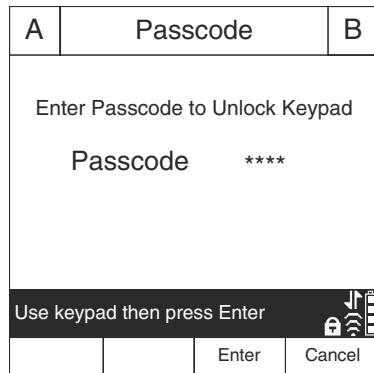 A Passcode B
Enter Passcode to Unlock Keypad
Passcode ****
Use keypad then press Enter
Enter Cancel